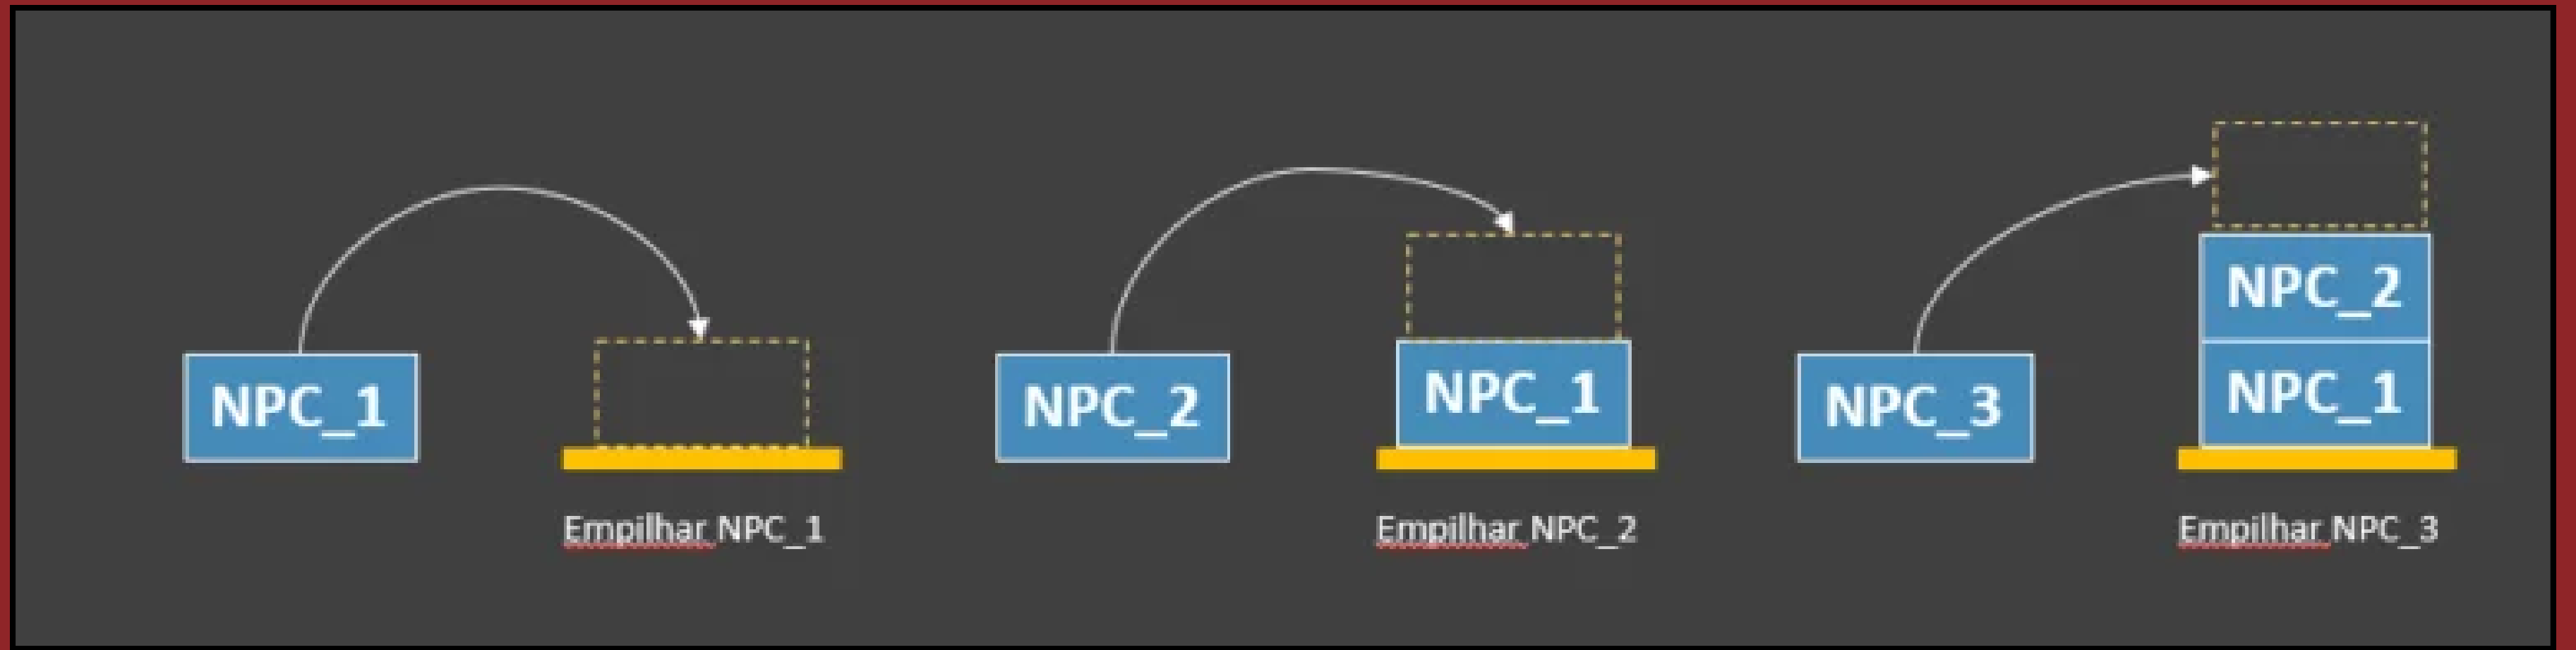 NPC_1
Empilhar NPC_1
NPC_2
NPC_1
Empilhar NPC_2
NPC_3
NPC_2
NPC_1
Empilhar NPC_3